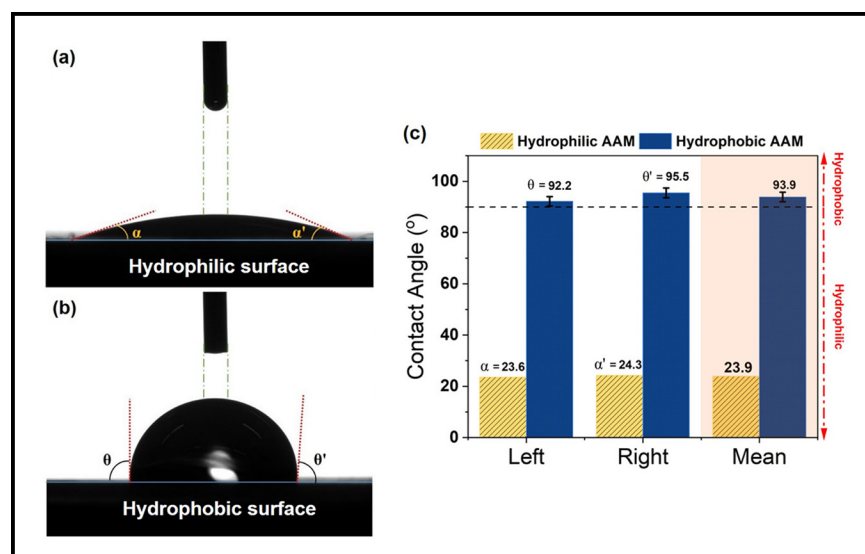 (a)
α
α'
Hydrophilic surface
(b)
θ
θ'
Hydrophobic surface
(c)
Hydrophilic AAM
Hydrophobic AAM
Contact Angle (º)
100
80
60
40
20
0
α = 23.6
θ = 92.2
α' = 24.3
θ' = 95.5
23.9
93.9
Left
Right
Mean
Hydrophobic
Hydrophilic